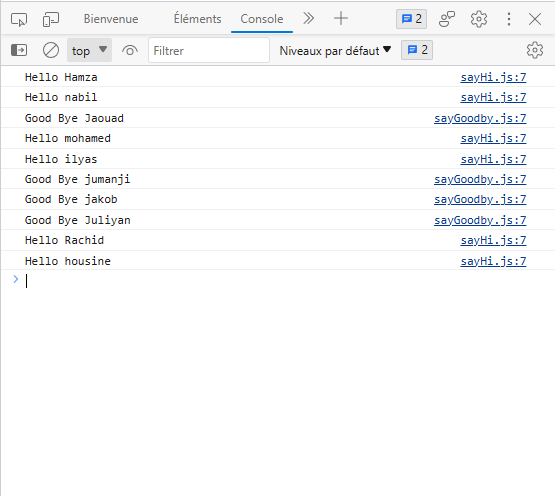 Bienvenue Éléments Console 2
top Filtrer Niveaux par défaut 2
Hello Hamza sayHi.js:7
Hello nabil sayHi.js:7
Good Bye Jaouad sayGoodby.js:7
Hello mohamed sayHi.js:7
Hello ilyas sayHi.js:7
Good Bye jumanji sayGoodby.js:7
Good Bye jakob sayGoodby.js:7
Good Bye Juliyan sayGoodby.js:7
Hello Rachid sayHi.js:7
Hello housine sayHi.js:7